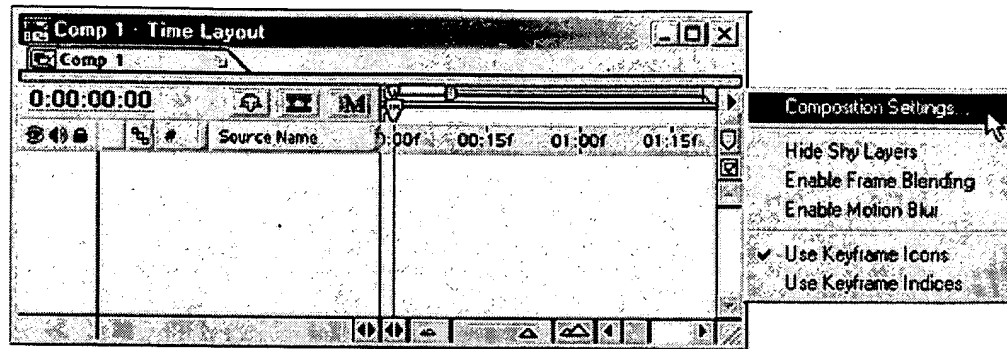 Comp 1 · Time Layout
Comp 1
0:00:00:00
M
# Source Name
0:00f 00:15f 01:00f 01:15f
Composition Settings...
Hide Shy Layers
Enable Frame Blending
Enable Motion Blur
✔ Use Keyframe Icons
Use Keyframe Indices